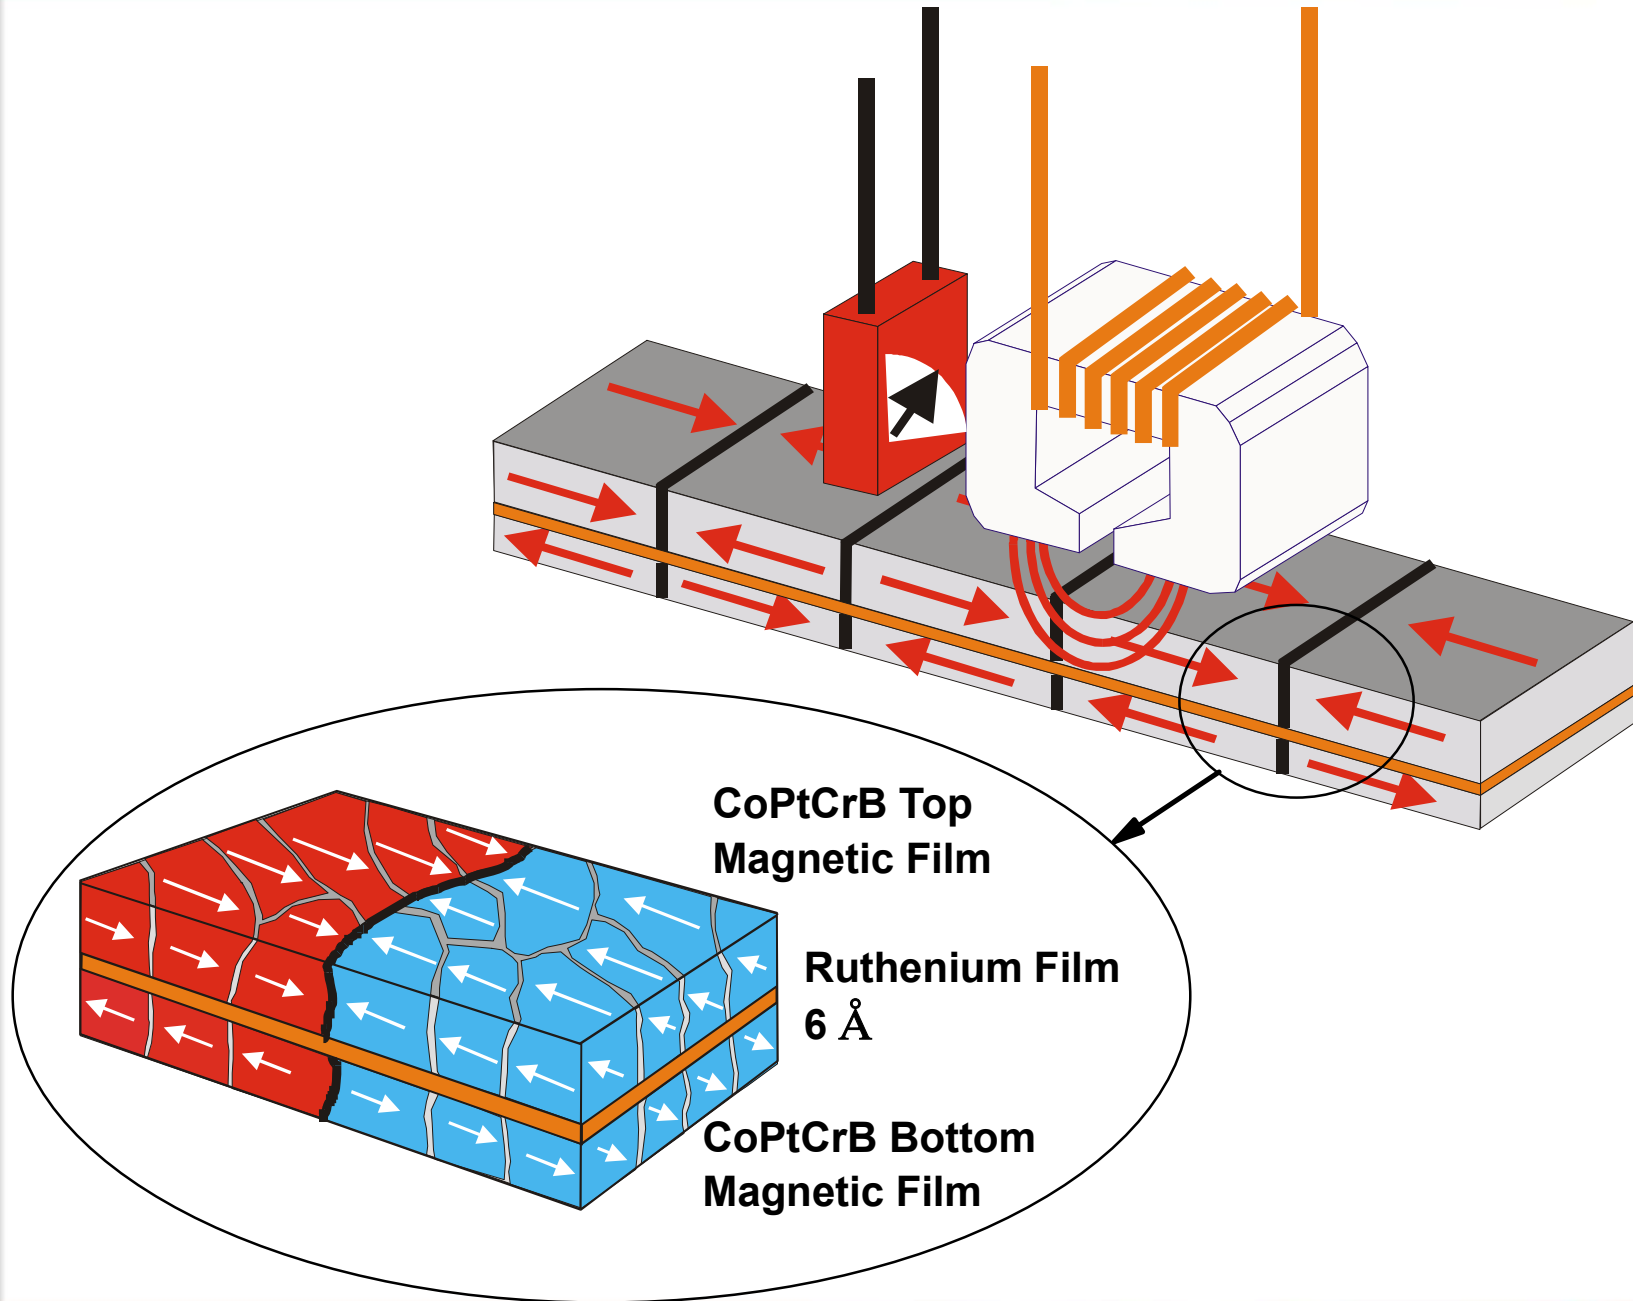 CoPtCrB Top
Magnetic Film
Ruthenium Film
6 Å
CoPtCrB Bottom
Magnetic Film